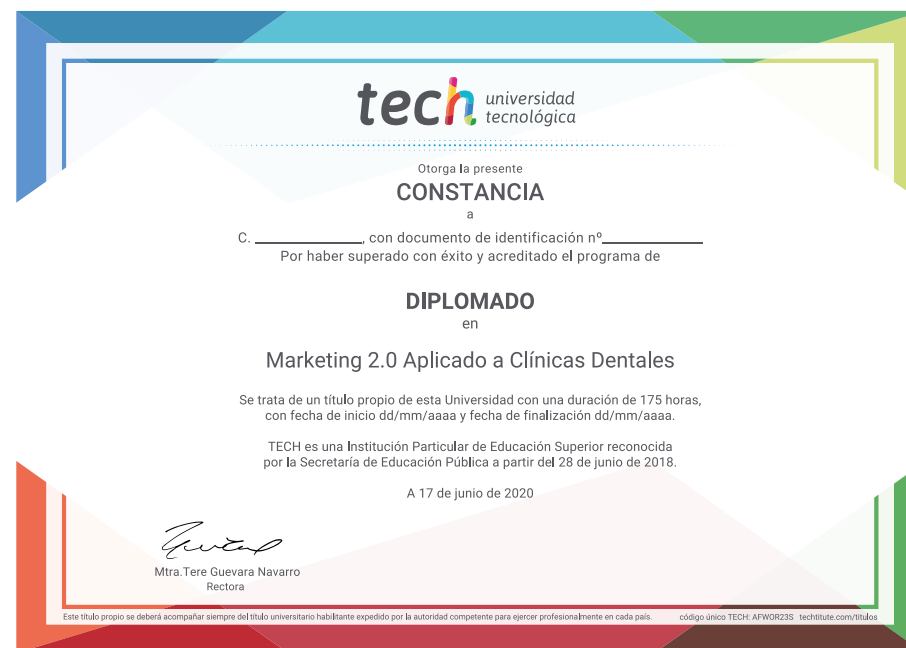 tech universidad
tecnológica
Otorga la presente
CONSTANCIA
a
C. ______________, con documento de identificación nº_____________
Por haber superado con éxito y acreditado el programa de
DIPLOMADO
en
Marketing 2.0 Aplicado a Clínicas Dentales
Se trata de un título propio de esta Universidad con una duración de 175 horas,
con fecha de inicio dd/mm/aaaa y fecha de finalización dd/mm/aaaa.
TECH es una Institución Particular de Educación Superior reconocida
por la Secretaría de Educación Pública a partir del 28 de junio de 2018.
A 17 de junio de 2020
Mtra.Tere Guevara Navarro
Rectora
Este título propio se deberá acompañar siempre del título universitario habilitante expedido por la autoridad competente para ejercer profesionalmente en cada país. código único TECH: AFWOR23S techtitute.com/titulos